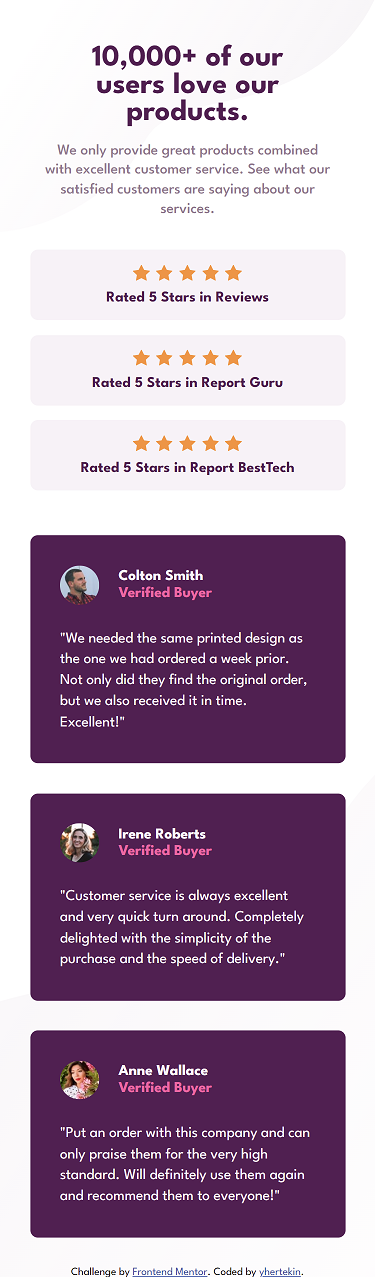 10,000+ of our
users love our
products.
We only provide great products combined
with excellent customer service. See what our
satisfied customers are saying about our
services.
Rated 5 Stars in Reviews
Rated 5 Stars in Report Guru
Rated 5 Stars in Report BestTech
Colton Smith
Verified Buyer
"We needed the same printed design as
the one we had ordered a week prior.
Not only did they find the original order,
but we also received it in time.
Excellent!"
Irene Roberts
Verified Buyer
"Customer service is always excellent
and very quick turn around. Completely
delighted with the simplicity of the
purchase and the speed of delivery."
Anne Wallace
Verified Buyer
"Put an order with this company and can
only praise them for the very high
standard. Will definitely use them again
and recommend them to everyone!"
Challenge by Frontend Mentor. Coded by yhertekin.